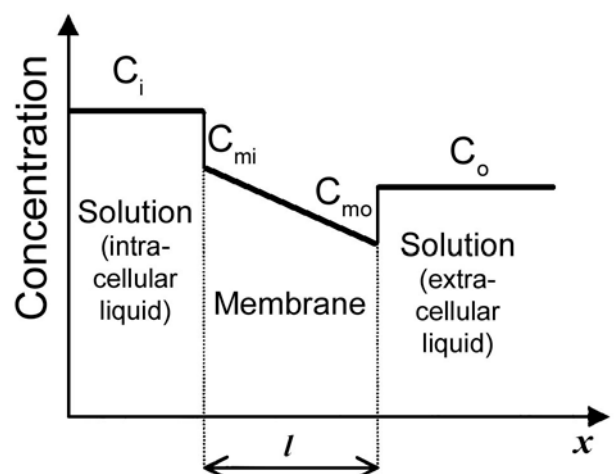 Concentration
C_i
C_mi
C_mo
C_o
Solution
(intra-
cellular
liquid)
Membrane
Solution
(extra-
cellular
liquid)
l
x